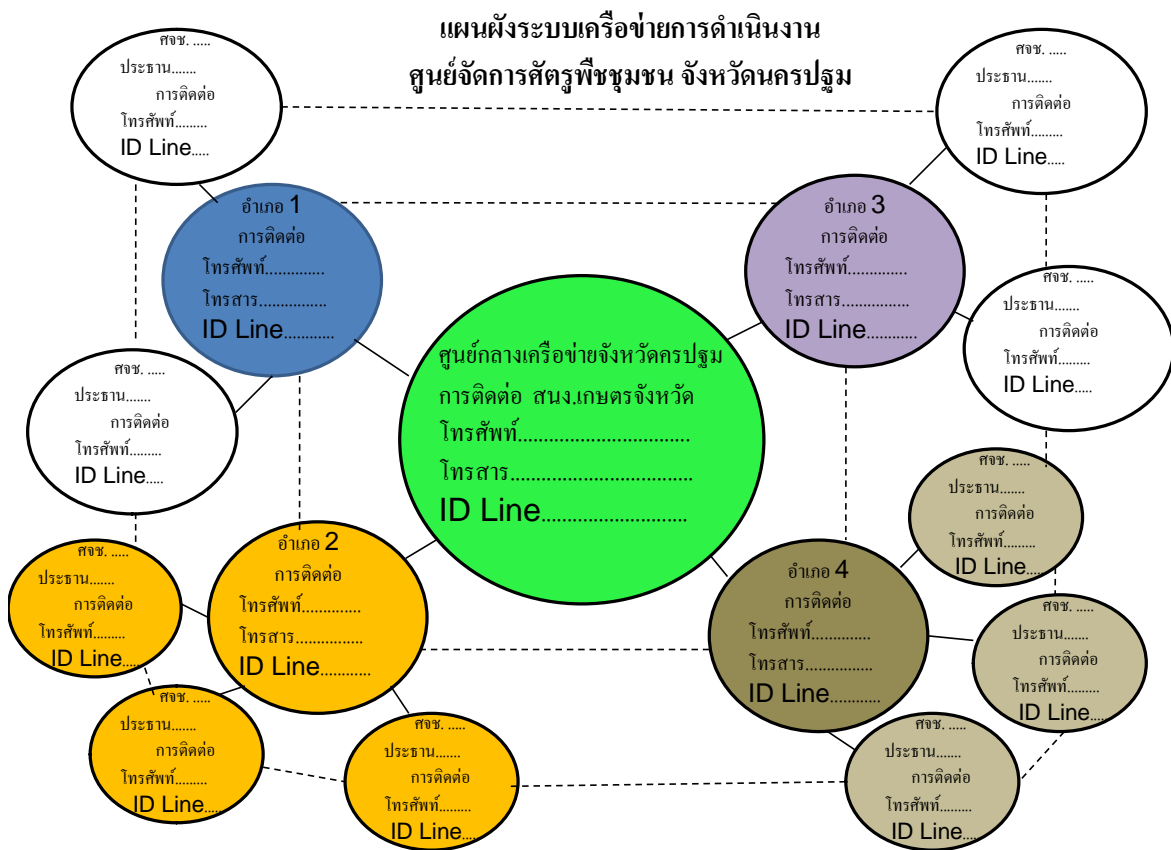 แผนผังระบบเครือข่ายการดำเนินงาน
ศูนย์จัดการศัตรูพืชชุมชน จังหวัดนครปฐม
ศจช. .....
ประธาน.......
การติดต่อ
โทรศัพท์.........
ID Line.....
ศจช. .....
ประธาน.......
การติดต่อ
โทรศัพท์.........
ID Line.....
อำเภอ 1
การติดต่อ
โทรศัพท์..............
โทรสาร................
ID Line............
อำเภอ 3
การติดต่อ
โทรศัพท์..............
โทรสาร................
ID Line............
ศูนย์กลางเครือข่ายจังหวัดครปฐม
การติดต่อ สนง.เกษตรจังหวัด
โทรศัพท์................................
โทรสาร...................................
ID Line..........................
ศจช. .....
ประธาน.......
การติดต่อ
โทรศัพท์.........
ID Line.....
ศจช. .....
ประธาน.......
การติดต่อ
โทรศัพท์.........
ID Line.....
ศจช. .....
ประธาน.......
การติดต่อ
โทรศัพท์.........
ID Line.....
อำเภอ 2
การติดต่อ
โทรศัพท์..............
โทรสาร................
ID Line............
อำเภอ 4
การติดต่อ
โทรศัพท์..............
โทรสาร................
ID Line............
ศจช. .....
ประธาน.......
การติดต่อ
โทรศัพท์.........
ID Line.....
ศจช. .....
ประธาน.......
การติดต่อ
โทรศัพท์.........
ID Line.....
ศจช. .....
ประธาน.......
การติดต่อ
โทรศัพท์.........
ID Line.....
ศจช. .....
ประธาน.......
การติดต่อ
โทรศัพท์.........
ID Line.....
ศจช. .....
ประธาน.......
การติดต่อ
โทรศัพท์.........
ID Line.....